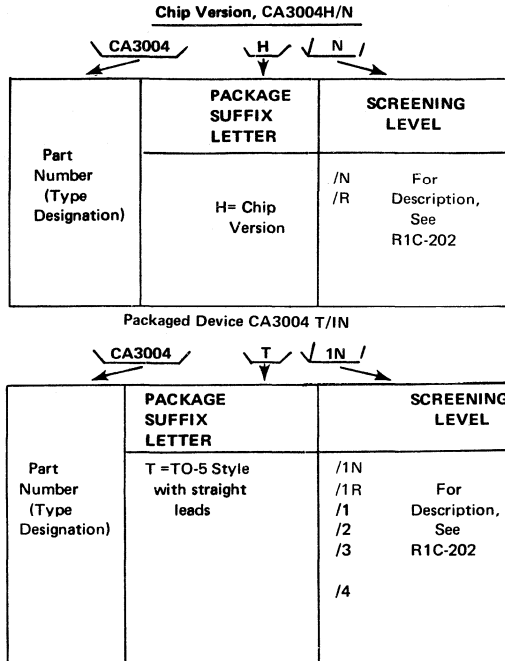 Chip Version, CA3004H/N
CA3004 H / N /
PACKAGE
SUFFIX
LETTER
SCREENING
LEVEL
Part
Number
(Type
Designation)
H= Chip
Version
/N For
/R Description,
See
R1C-202
Packaged Device CA3004 T/IN
CA3004 T / 1N /
PACKAGE
SUFFIX
LETTER
SCREENING
LEVEL
Part
Number
(Type
Designation)
T =TO-5 Style
with straight
leads
/1N
/1R For
/1 Description,
/2 See
/3 R1C-202
/4